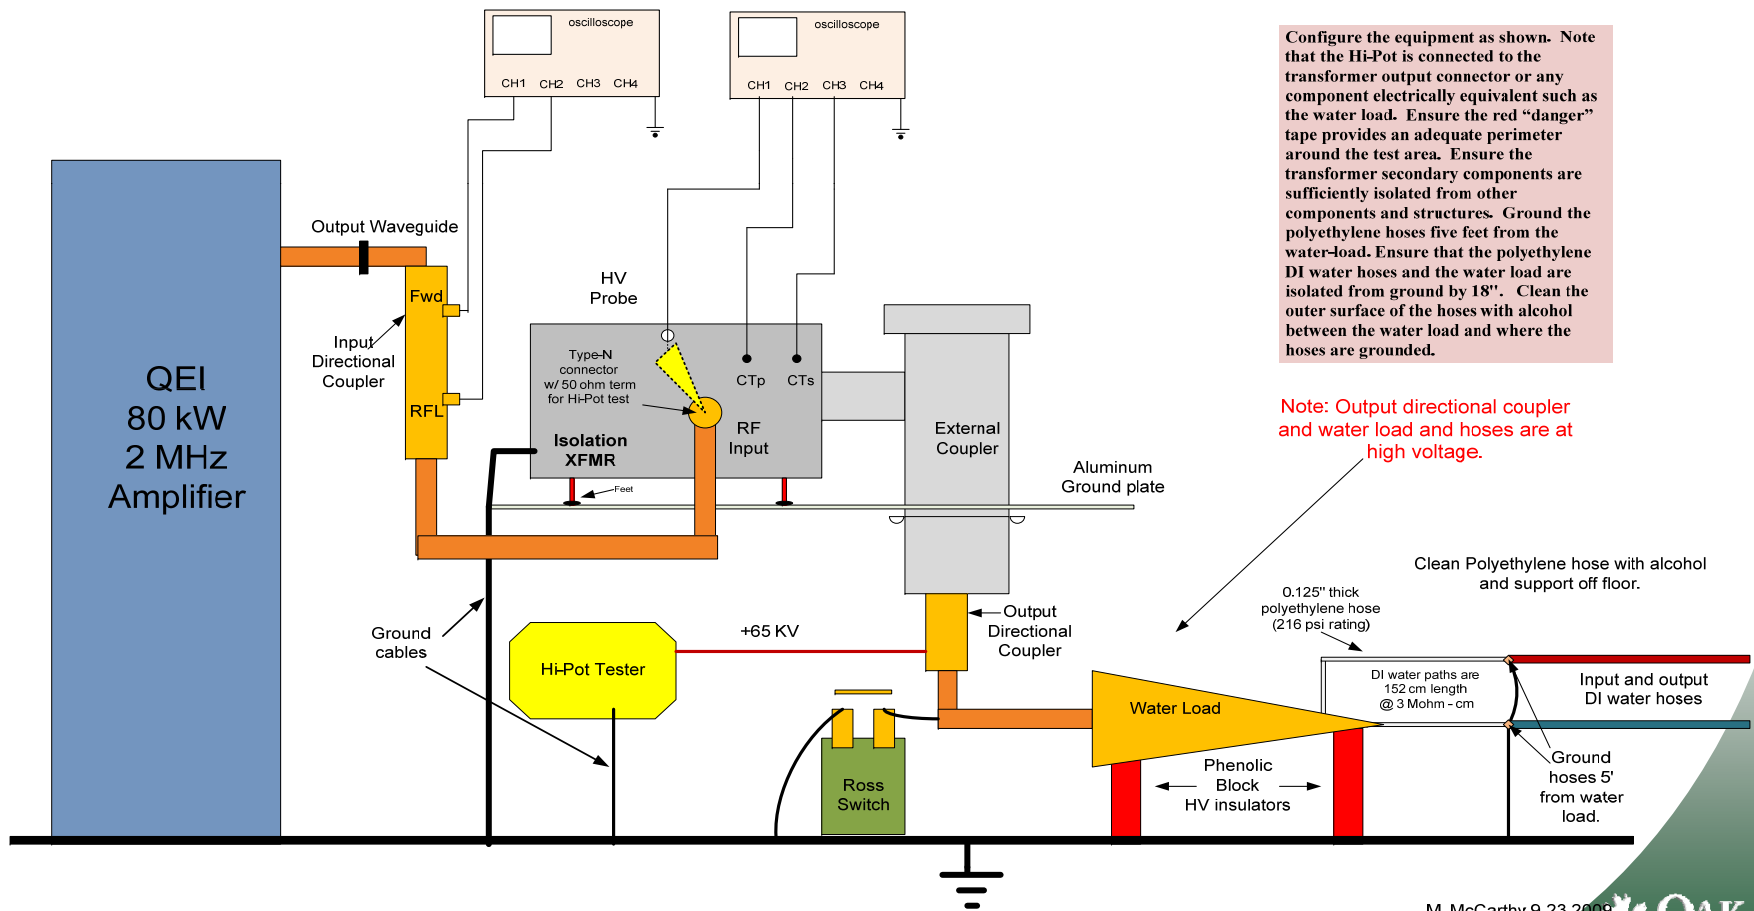 oscilloscope
CH1 CH2 CH3 CH4
oscilloscope
CH1 CH2 CH3 CH4
Configure the equipment as shown. Note
that the Hi-Pot is connected to the
transformer output connector or any
component electrically equivalent such as
the water load. Ensure the red “danger”
tape provides an adequate perimeter
around the test area. Ensure the
transformer secondary components are
sufficiently isolated from other
components and structures. Ground the
polyethylene hoses five feet from the
water-load. Ensure that the polyethylene
DI water hoses and the water load are
isolated from ground by 18". Clean the
outer surface of the hoses with alcohol
between the water load and where the
hoses are grounded.
Note: Output directional coupler
and water load and hoses are at
high voltage.
Output Waveguide
Fwd
Input
Directional
Coupler
RFL
QEI
80 kW
2 MHz
Amplifier
HV
Probe
Type-N
connector
w/ 50 ohm term
for Hi-Pot test
CTp
CTs
RF
Input
Isolation
XFMR
Feet
External
Coupler
Aluminum
Ground plate
Clean Polyethylene hose with alcohol
and support off floor.
0.125" thick
polyethylene hose
(216 psi rating)
Ground
cables
Hi-Pot Tester
+65 KV
Output
Directional
Coupler
Water Load
DI water paths are
152 cm length
@ 3 Mohm - cm
Input and output
DI water hoses
Ross
Switch
Phenolic
Block
HV insulators
Ground
hoses 5'
from water
load.
M. McCarthy 9-23-2009
OAK